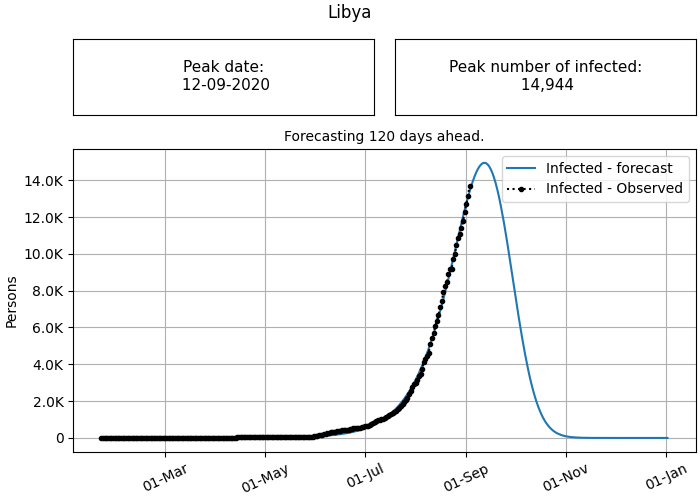 Libya
Peak date:
12-09-2020
Peak number of infected:
14,944
Forecasting 120 days ahead.
Infected - forecast
Infected - Observed
Persons
14.0K
12.0K
10.0K
8.0K
6.0K
4.0K
2.0K
0
01-Mar
01-May
01-Jul
01-Sep
01-Nov
01-Jan